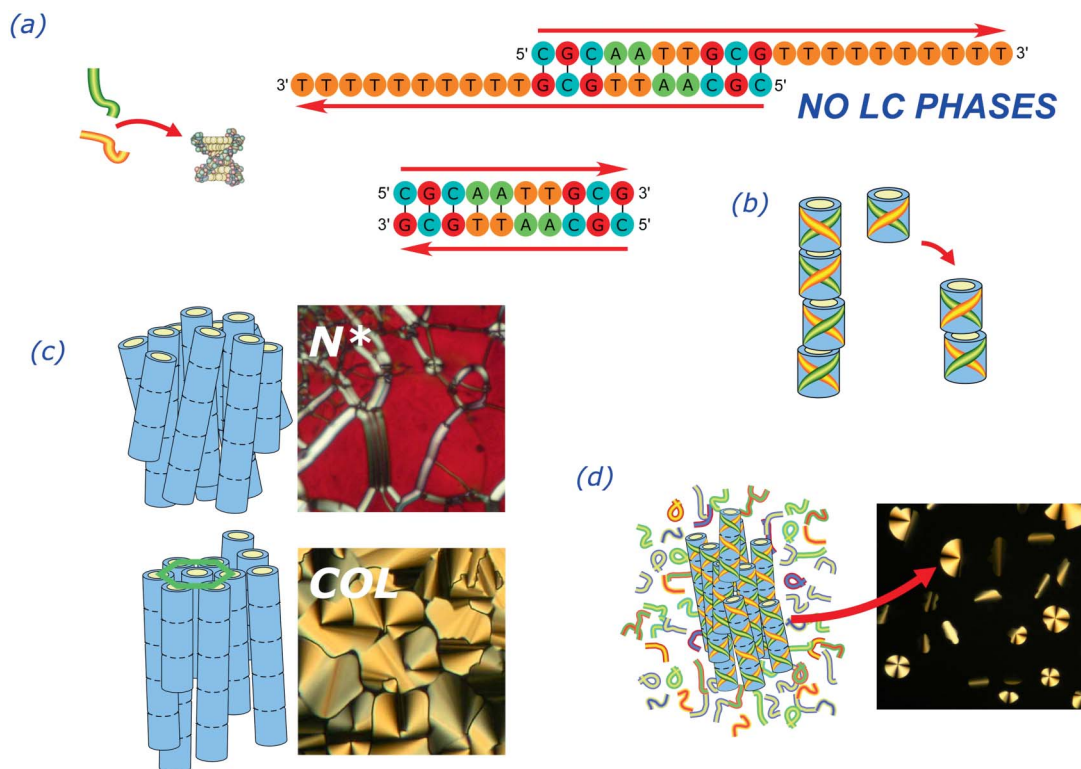 (a)
5' C G C A A T T G C G T T T T T T T T T T 3'
3' T T T T T T T T T T G C G T T A A C G C 5'
NO LC PHASES
5' C G C A A T T G C G 3'
3' G C G T T A A C G C 5'
(b)
(c)
N*
COL
(d)